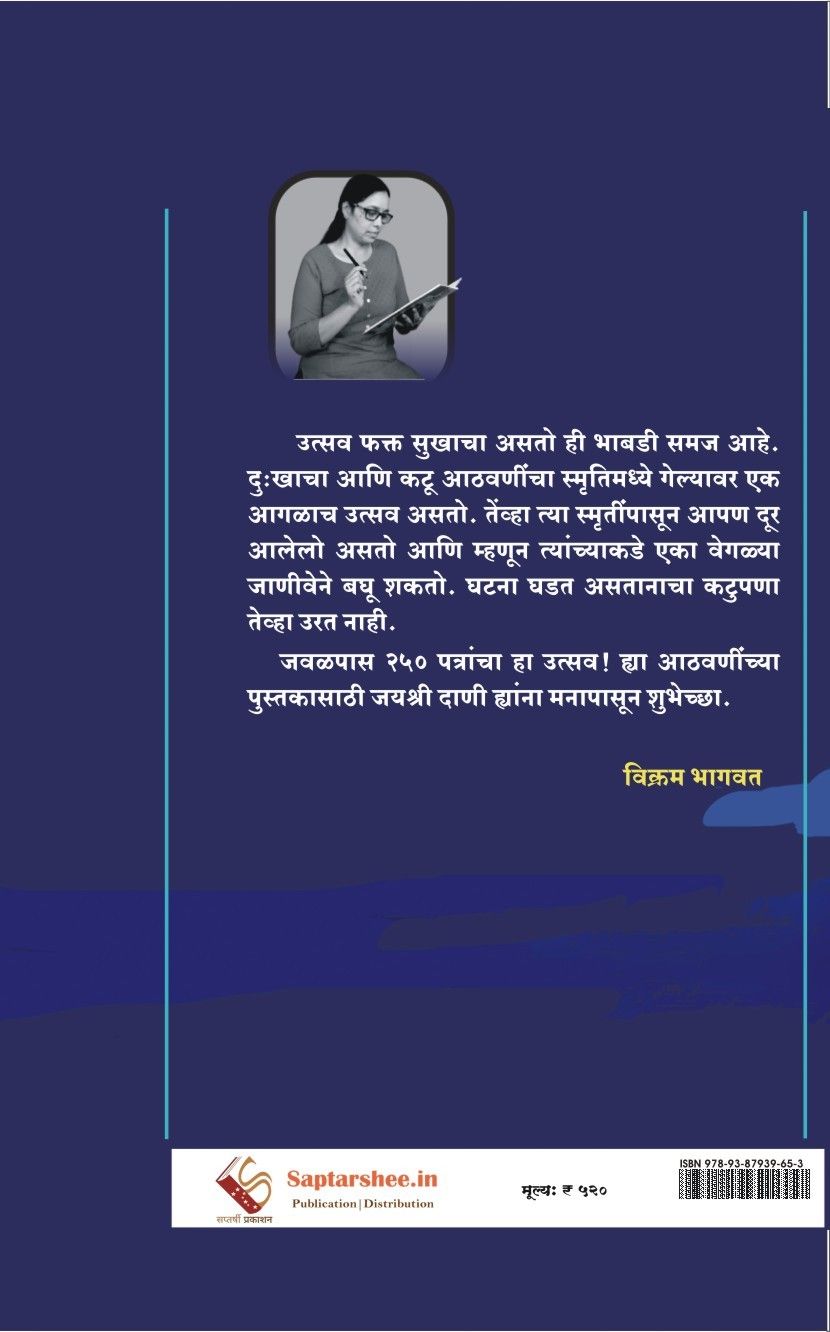 उत्सव फक्त सुखाचा असतो ही भाबडी समज आहे.
दुःखाचा आणि कटू आठवणींचा स्मृतिमध्ये गेल्यावर एक
आगळाच उत्सव असतो. तेंव्हा त्या स्मृतींपासून आपण दूर
आलेलो असतो आणि म्हणून त्यांच्याकडे एका वेगळ्या
जाणीवेने बघू शकतो. घटना घडत असतानाचा कटुपणा
तेव्हा उरत नाही.
जवळपास २५० पत्रांचा हा उत्सव! ह्या आठवणींच्या
पुस्तकासाठी जयश्री दाणी ह्यांना मनापासून शुभेच्छा.
विक्रम भागवत
सप्तर्षी प्रकाशन
Saptarshee.in
Publication|Distribution
मूल्य: ₹ ५२०
ISBN 978-93-87939-65-3